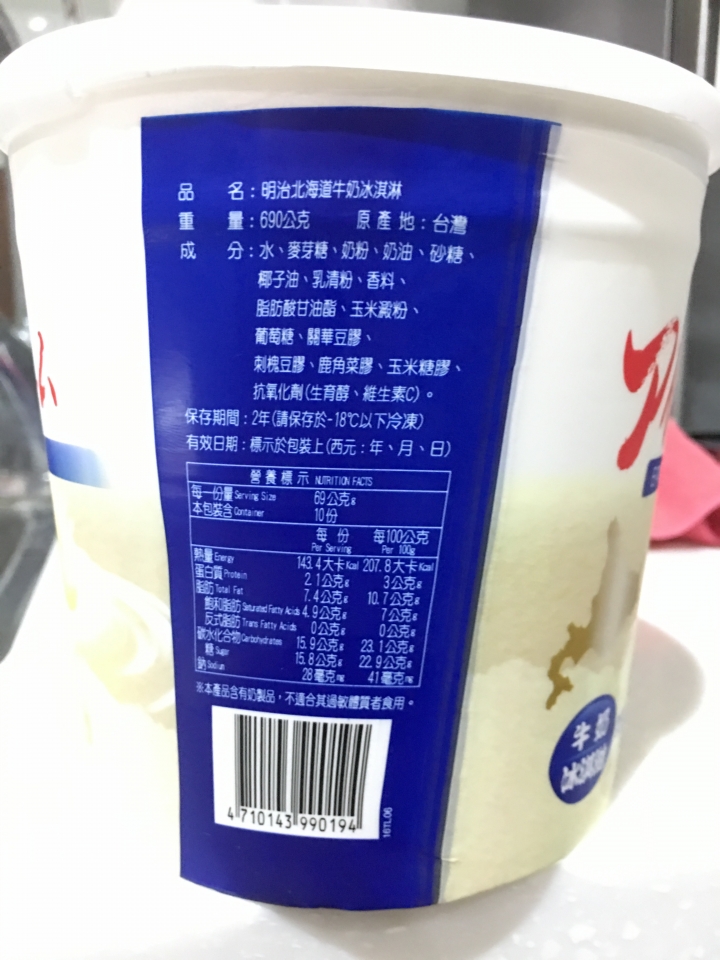 品 名：明治北海道牛奶冰淇淋
重 量：690公克 原產地：台灣
成 分：水、麥芽糖、奶粉、奶油、砂糖、
椰子油、乳清粉、香料、
脂肪酸甘油酯、玉米澱粉、
葡萄糖、關華豆膠、
刺槐豆膠、鹿角菜膠、玉米糖膠、
抗氧化劑(生育醇、維生素C)。
保存期間：2年(請保存於-18℃以下冷凍)
有效日期：標示於包裝上(西元：年、月、日)
營養標示 NUTRITION FACTS
每一份量 Serving Size 69公克g
本包裝含 Container 10份
每 份 每100公克
Per Serving Per 100g
熱量 Energy 143.4大卡Kcal 207.8大卡Kcal
蛋白質 Protein 2.1公克g 3公克g
脂肪 Total Fat 7.4公克g 10.7公克g
飽和脂肪 Saturated Fatty Acids 4.9公克g 7公克g
反式脂肪 Trans Fatty Acids 0公克g 0公克g
碳水化合物 Carbohydrates 15.9公克g 23.1公克g
糖 Sugar 15.8公克g 22.9公克g
鈉 Sodium 28毫克mg 41毫克mg
※本產品含有奶製品，不適合其過敏體質者食用。
4 710143 990194
16TL06
牛奶
冰淇淋